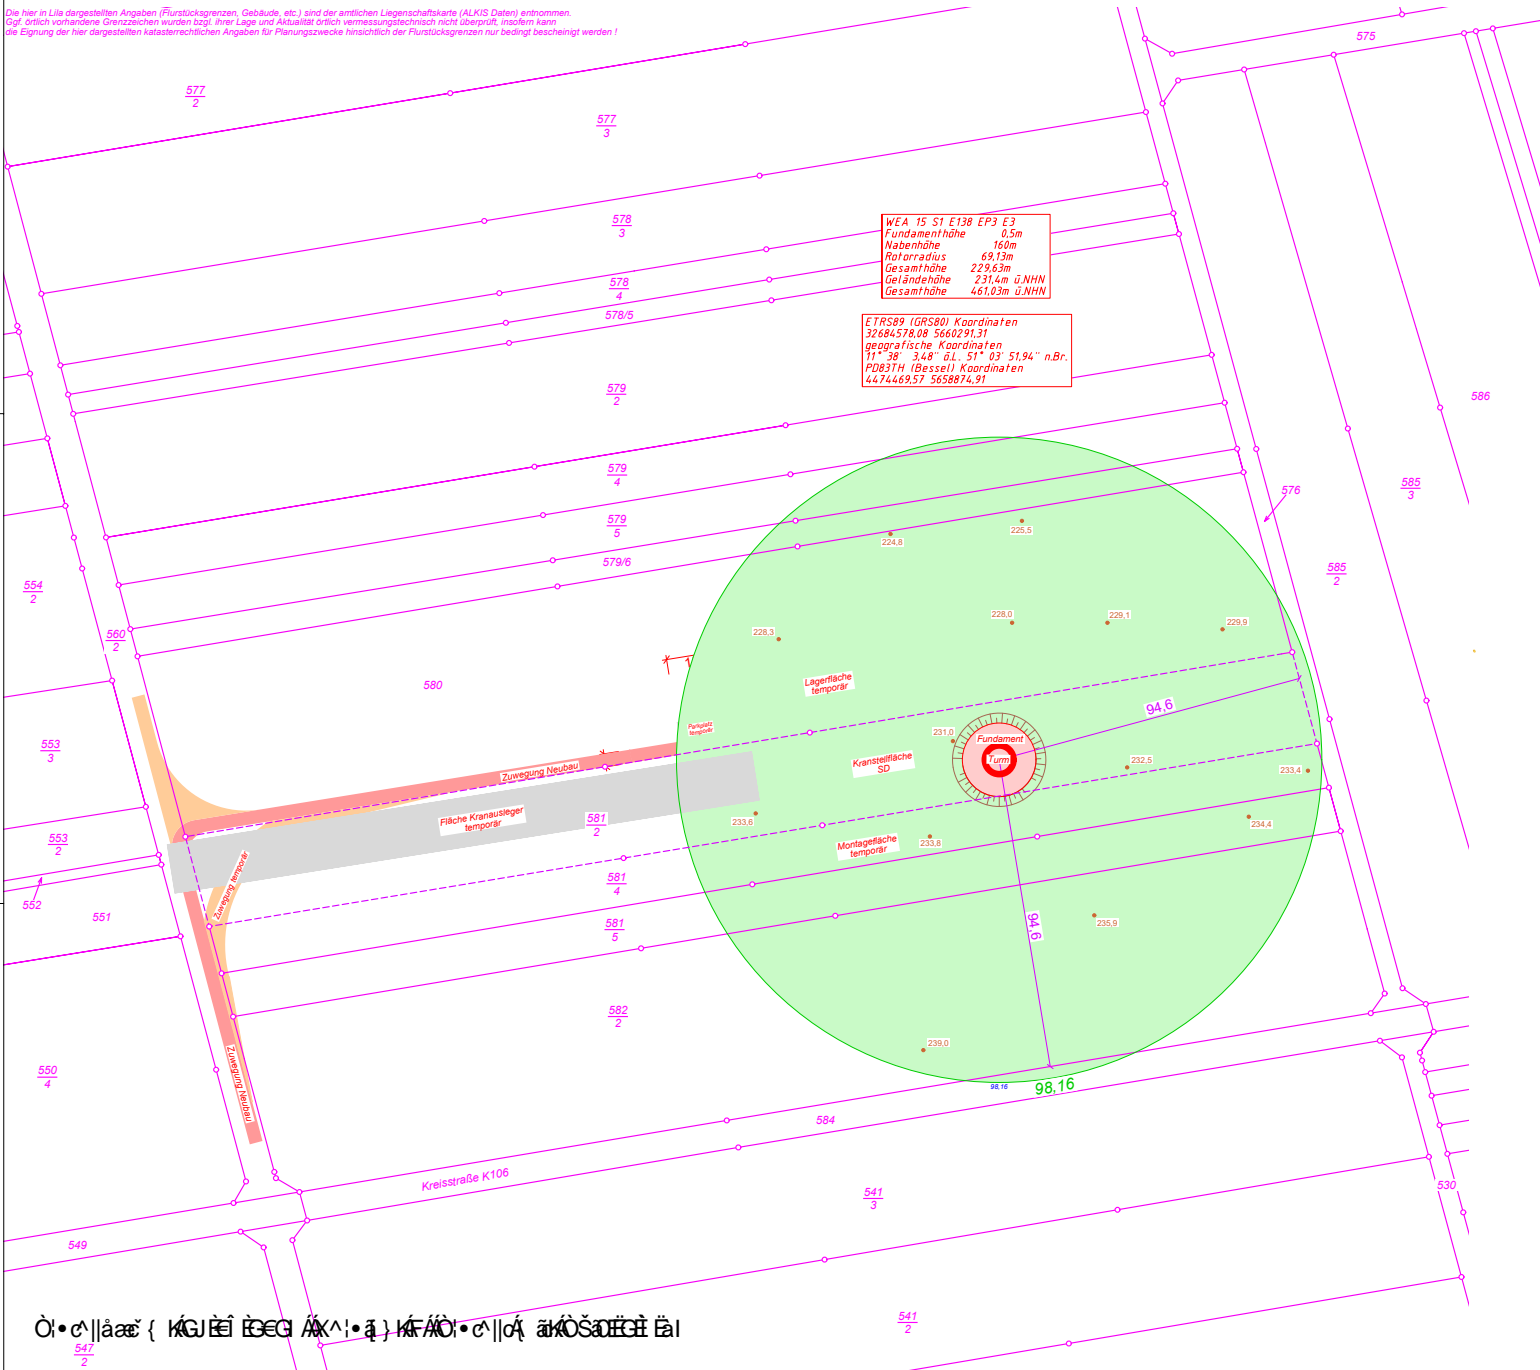 Die hier in Lila dargestellten Angaben (Flurstücksgrenzen, Gebäude, etc.) sind der amtlichen Liegenschaftskarte (ALKIS Daten) entnommen.
Ggf. örtlich vorhandene Grenzzeichen wurden bzgl. ihrer Lage und Aktualität örtlich vermessungstechnisch nicht überprüft, insofern kann
die Eignung der hier dargestellten katasterrechtlichen Angaben für Planungszwecke hinsichtlich der Flurstücksgrenzen nur bedingt bescheinigt werden !
575
577
2
577
3
578
3
WEA 15 S1 E138 EP3 E3
Fundamenthöhe 0,5m
Nabenhöhe 160m
Rotorradius 69,13m
Gesamthöhe 229,63m
Geländehöhe 231,4m ü.NHN
Gesamthöhe 461,03m ü.NHN
578
4
578/5
ETRS89 (GRS80) Koordinaten
32684578,08 5660291,31
geografische Koordinaten
11° 38' 3,48" ö.L. 51° 03' 51,94" n.Br.
PD83TH (Bessel) Koordinaten
4474469,57 5658874,91
579
2
586
579
4
576
585
3
579
5
225,5
224,8
579/6
585
2
554
2
560
2
228,3
228,0
229,1
229,9
580
Lagerfläche
temporär
94,6
Parkplatz
temporär
231,0
Fundament
Turm
553
3
Zuwegung Neubau
Kranstellfläche
SD
232,5
233,4
Fläche Kranausleger
temporär
581
2
233,6
234,4
553
2
233,8
Montagefläche
temporär
Zuwegung temporär
581
4
552
551
581
5
94,6
235,9
582
2
239,0
550
4
Zuwegung Neubau
98,16
98,16
584
Kreisstraße K106
541
3
530
549
541
2
547
2